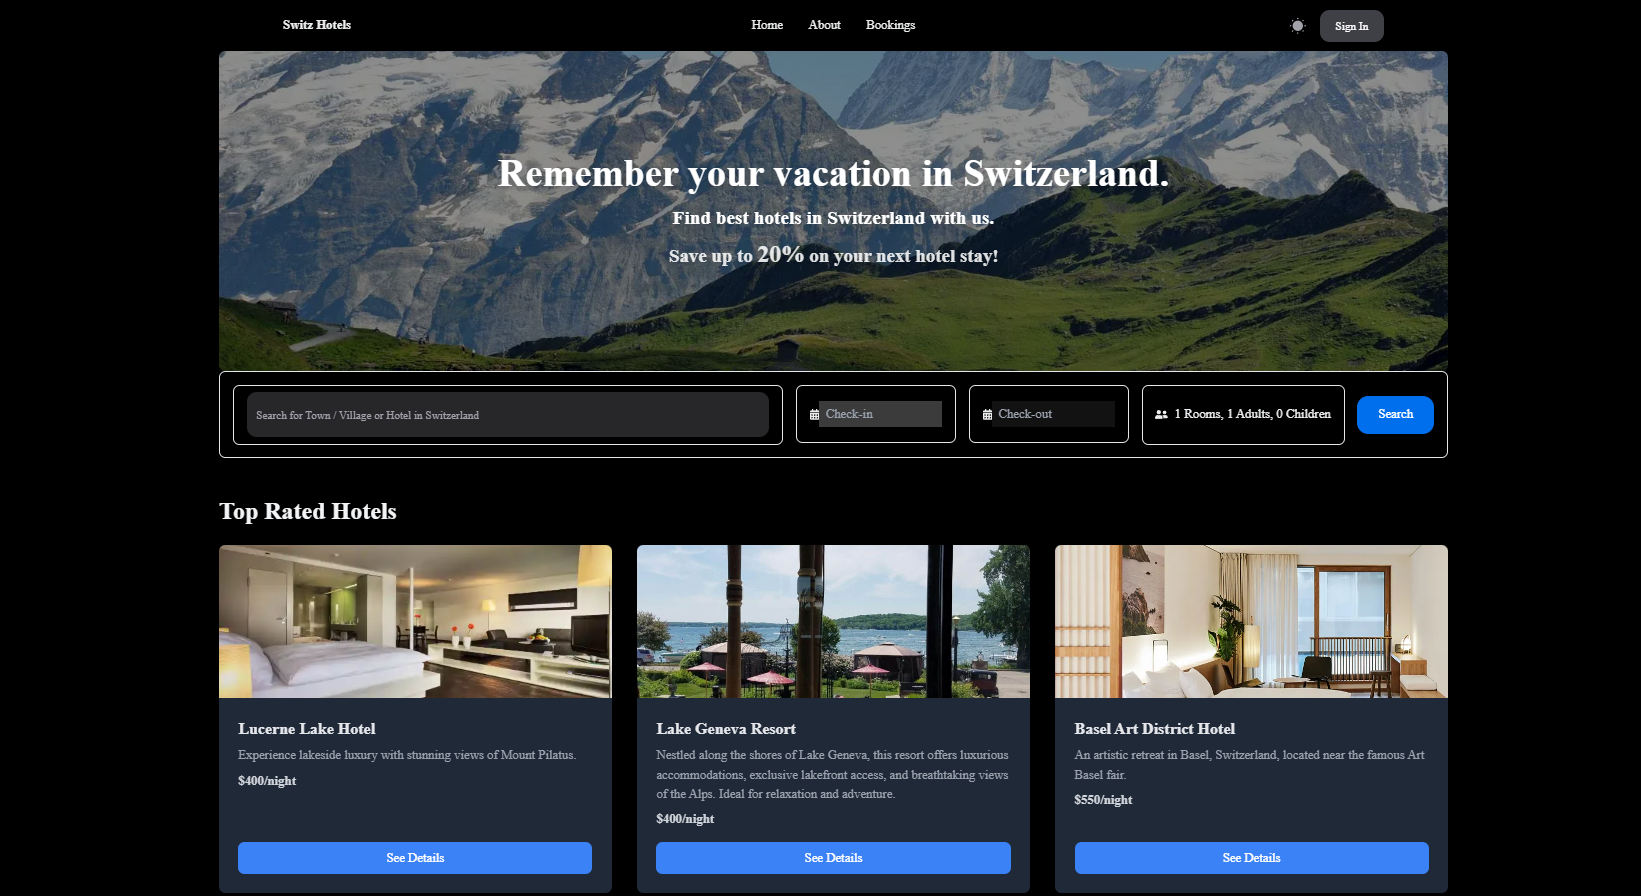 Switz Hotels
Home About Bookings
Sign In
Remember your vacation in Switzerland.
Find best hotels in Switzerland with us.
Save up to 20% on your next hotel stay!
Search for Town / Village or Hotel in Switzerland
Check-in
Check-out
1 Rooms, 1 Adults, 0 Children
Search
Top Rated Hotels
Lucerne Lake Hotel
Experience lakeside luxury with stunning views of Mount Pilatus.
$400/night
See Details
Lake Geneva Resort
Nestled along the shores of Lake Geneva, this resort offers luxurious
accommodations, exclusive lakefront access, and breathtaking views
of the Alps. Ideal for relaxation and adventure.
$400/night
See Details
Basel Art District Hotel
An artistic retreat in Basel, Switzerland, located near the famous Art
Basel fair.
$550/night
See Details